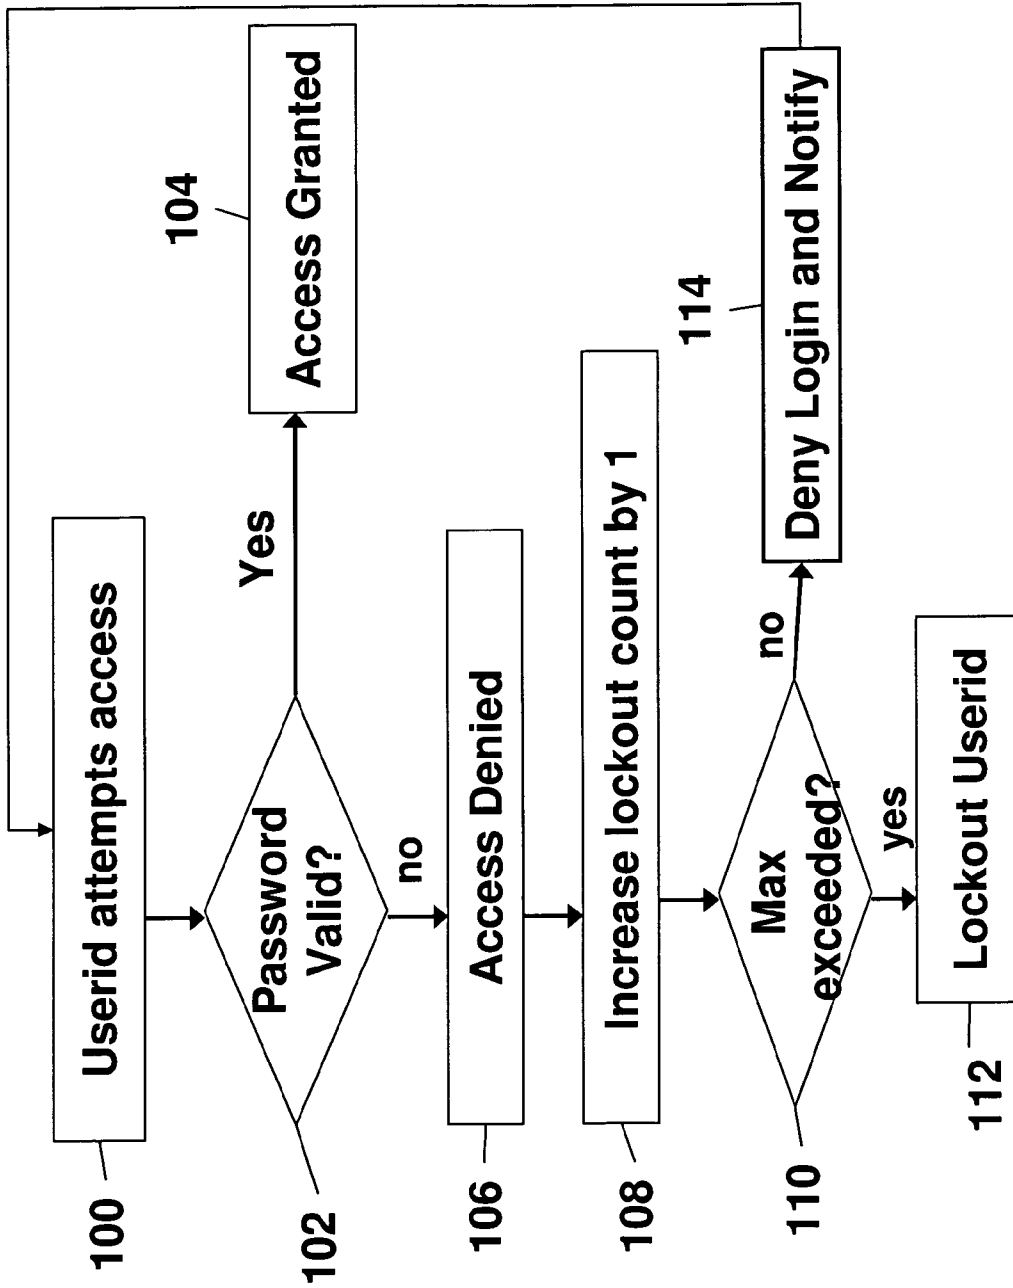 100
Userid attempts access
102
Password
Valid?
Yes
104
Access Granted
no
106
Access Denied
108
Increase lockout count by 1
110
Max
exceeded?
no
114
Deny Login and Notify
yes
112
Lockout Userid